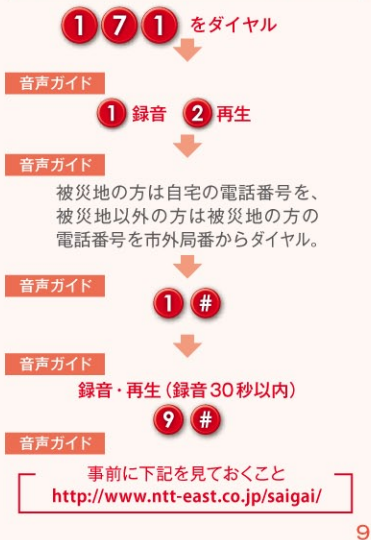 171 をダイヤル
音声ガイド
1 録音 2 再生
音声ガイド
被災地の方は自宅の電話番号を、
被災地以外の方は被災地の方の
電話番号を市外局番からダイヤル。
音声ガイド
1 #
音声ガイド
録音・再生(録音30秒以内)
9 #
音声ガイド
事前に下記を見ておくこと
http://www.ntt-east.co.jp/saigai/
9